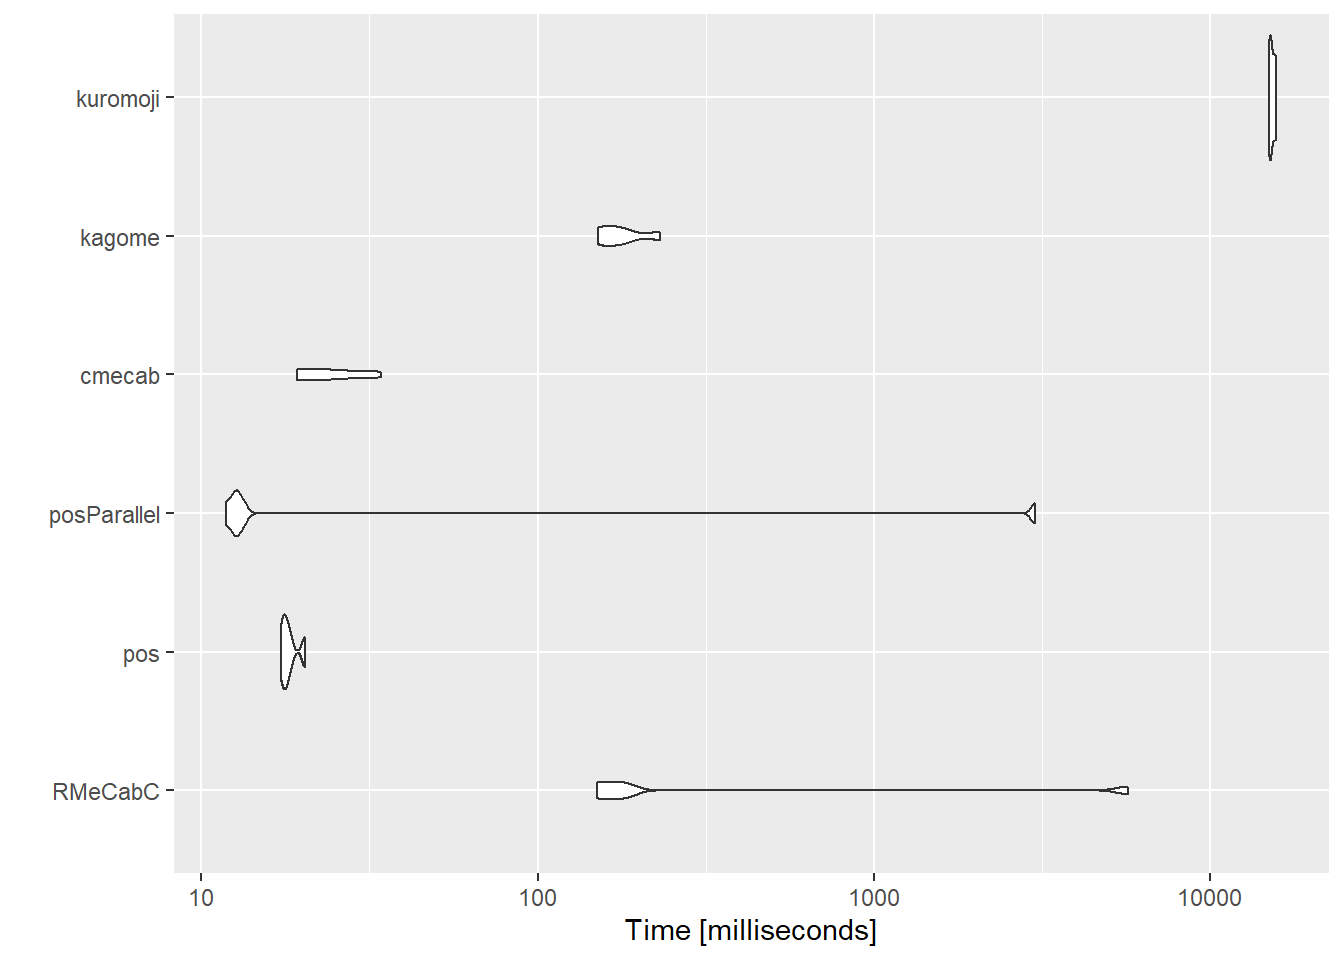 kuromoji
kagome
cmecab
posParallel
pos
RMeCabC
10 100 1000 10000
Time [milliseconds]